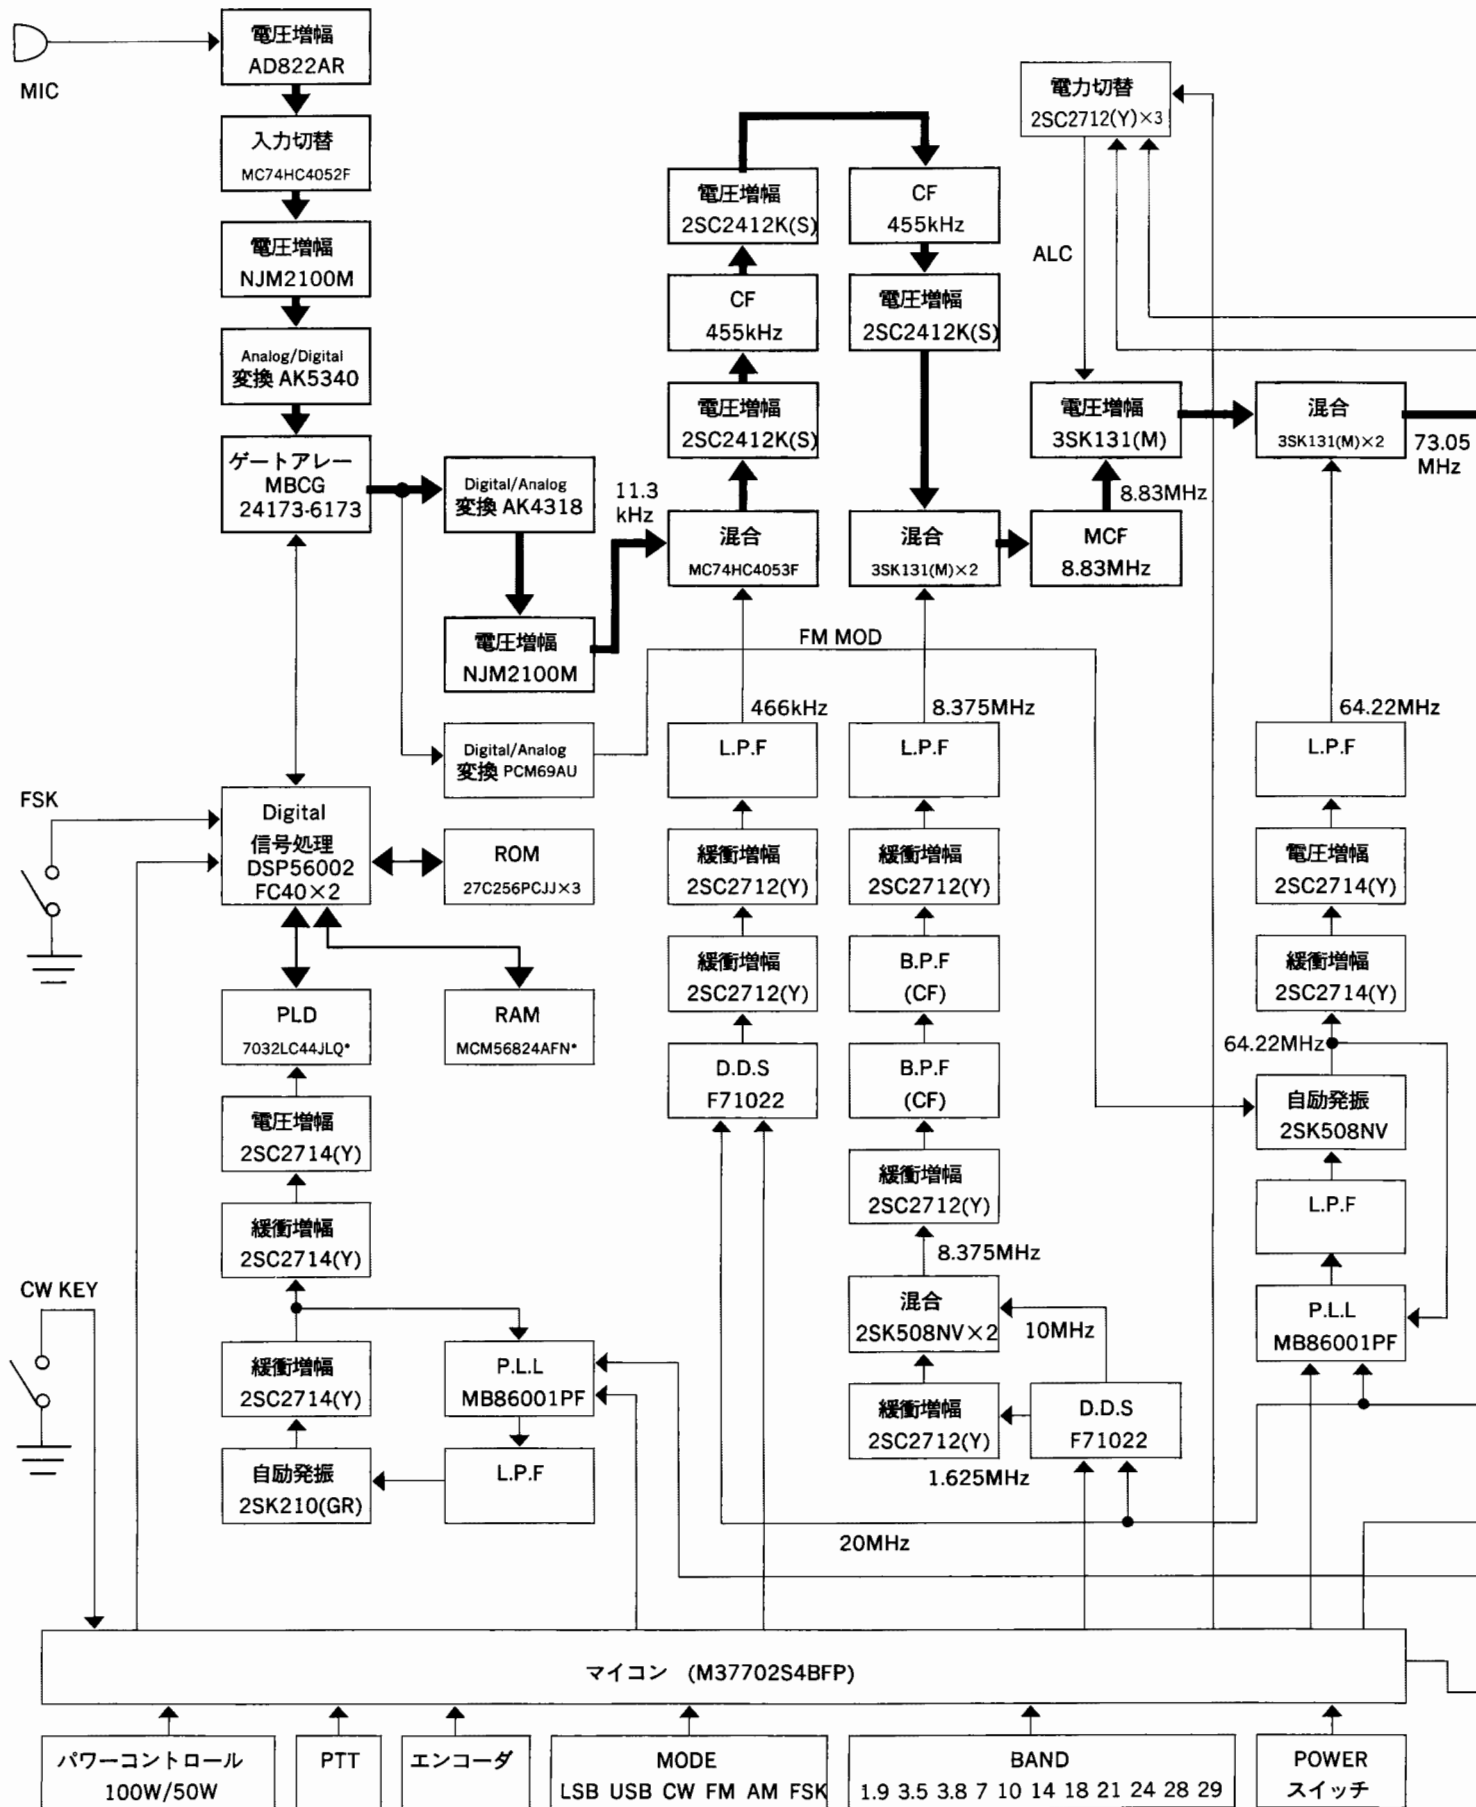 MIC
電圧増幅
AD822AR
入力切替
MC74HC4052F
電圧増幅
NJM2100M
Analog/Digital
変換 AK5340
ゲートアレー
MBCG
24173-6173
Digital/Analog
変換 AK4318
電圧増幅
NJM2100M
Digital/Analog
変換 PCM69AU
11.3
kHz
電圧増幅
2SC2412K(S)
CF
455kHz
電圧増幅
2SC2412K(S)
混合
MC74HC4053F
CF
455kHz
電圧増幅
2SC2412K(S)
混合
3SK131(M)×2
電力切替
2SC2712(Y)×3
ALC
電圧増幅
3SK131(M)
8.83MHz
MCF
8.83MHz
混合
3SK131(M)×2
73.05
MHz
FM MOD
466kHz
L.P.F
緩衝増幅
2SC2712(Y)
緩衝増幅
2SC2712(Y)
D.D.S
F71022
8.375MHz
L.P.F
緩衝増幅
2SC2712(Y)
B.P.F
(CF)
B.P.F
(CF)
緩衝増幅
2SC2712(Y)
8.375MHz
混合
2SK508NV×2
10MHz
緩衝増幅
2SC2712(Y)
D.D.S
F71022
1.625MHz
20MHz
64.22MHz
L.P.F
電圧増幅
2SC2714(Y)
緩衝増幅
2SC2714(Y)
64.22MHz
自励発振
2SK508NV
L.P.F
P.L.L
MB86001PF
FSK
Digital
信号処理
DSP56002
FC40×2
ROM
27C256PCJJ×3
PLD
7032LC44JLQ*
RAM
MCM56824AFN*
電圧増幅
2SC2714(Y)
緩衝増幅
2SC2714(Y)
CW KEY
緩衝増幅
2SC2714(Y)
P.L.L
MB86001PF
自励発振
2SK210(GR)
L.P.F
マイコン (M37702S4BFP)
パワーコントロール
100W/50W
PTT
エンコーダ
MODE
LSB USB CW FM AM FSK
BAND
1.9 3.5 3.8 7 10 14 18 21 24 28 29
POWER
スイッチ